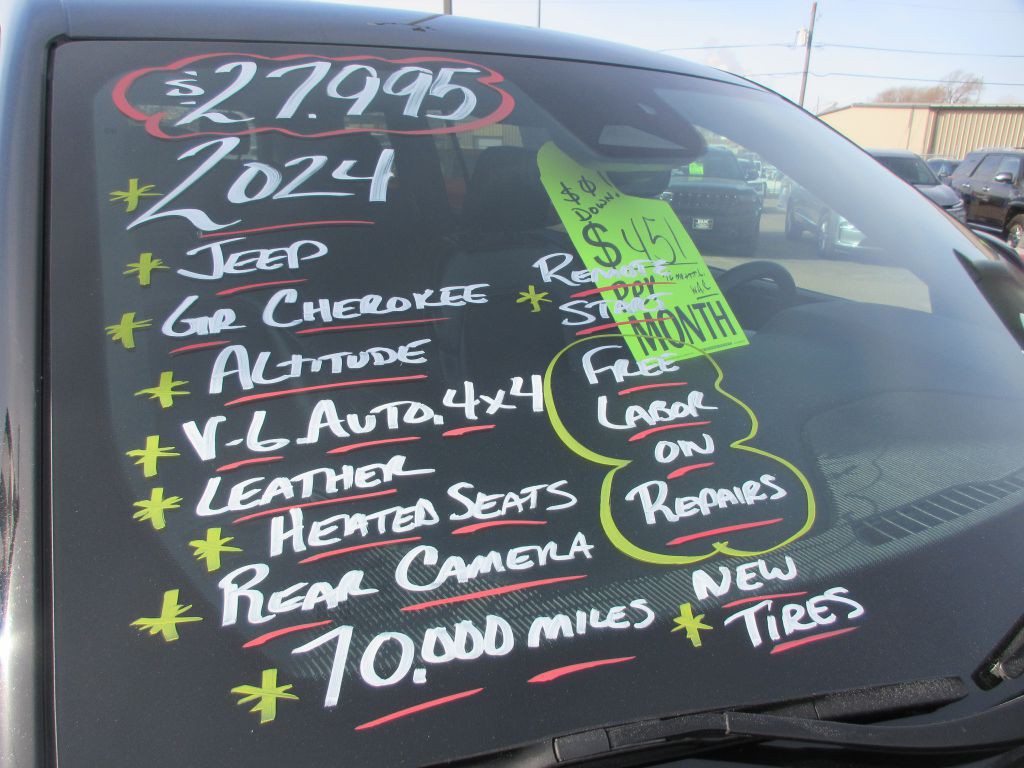 $27.995
2024
JEEP
GR CHEROKEE
ALTITUDE
V-6.AUTO.4x4
LEATHER
HEATED SEATS
REAR CAMERA
70.000 MILES
$0
DOWN!
$451
MONTH
REMOTE
START
FREE
LABOR
ON
REPAIRS
NEW
TIRES